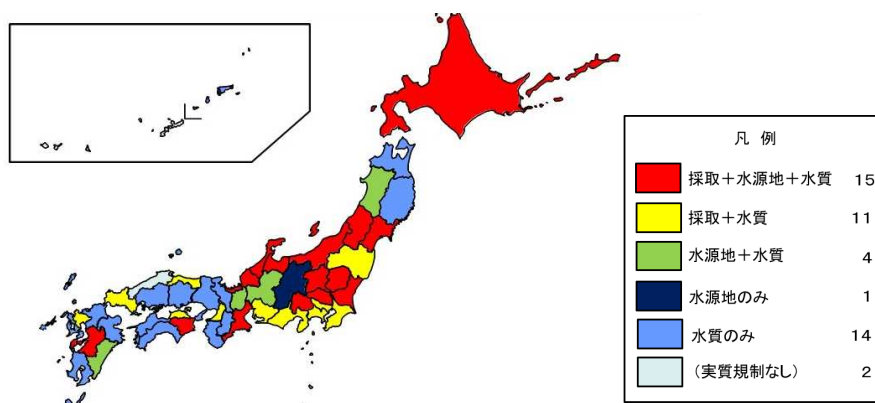 凡 例
採取+水源地+水質 15
採取+水質 11
水源地+水質 4
水源地のみ 1
水質のみ 14
(実質規制なし) 2